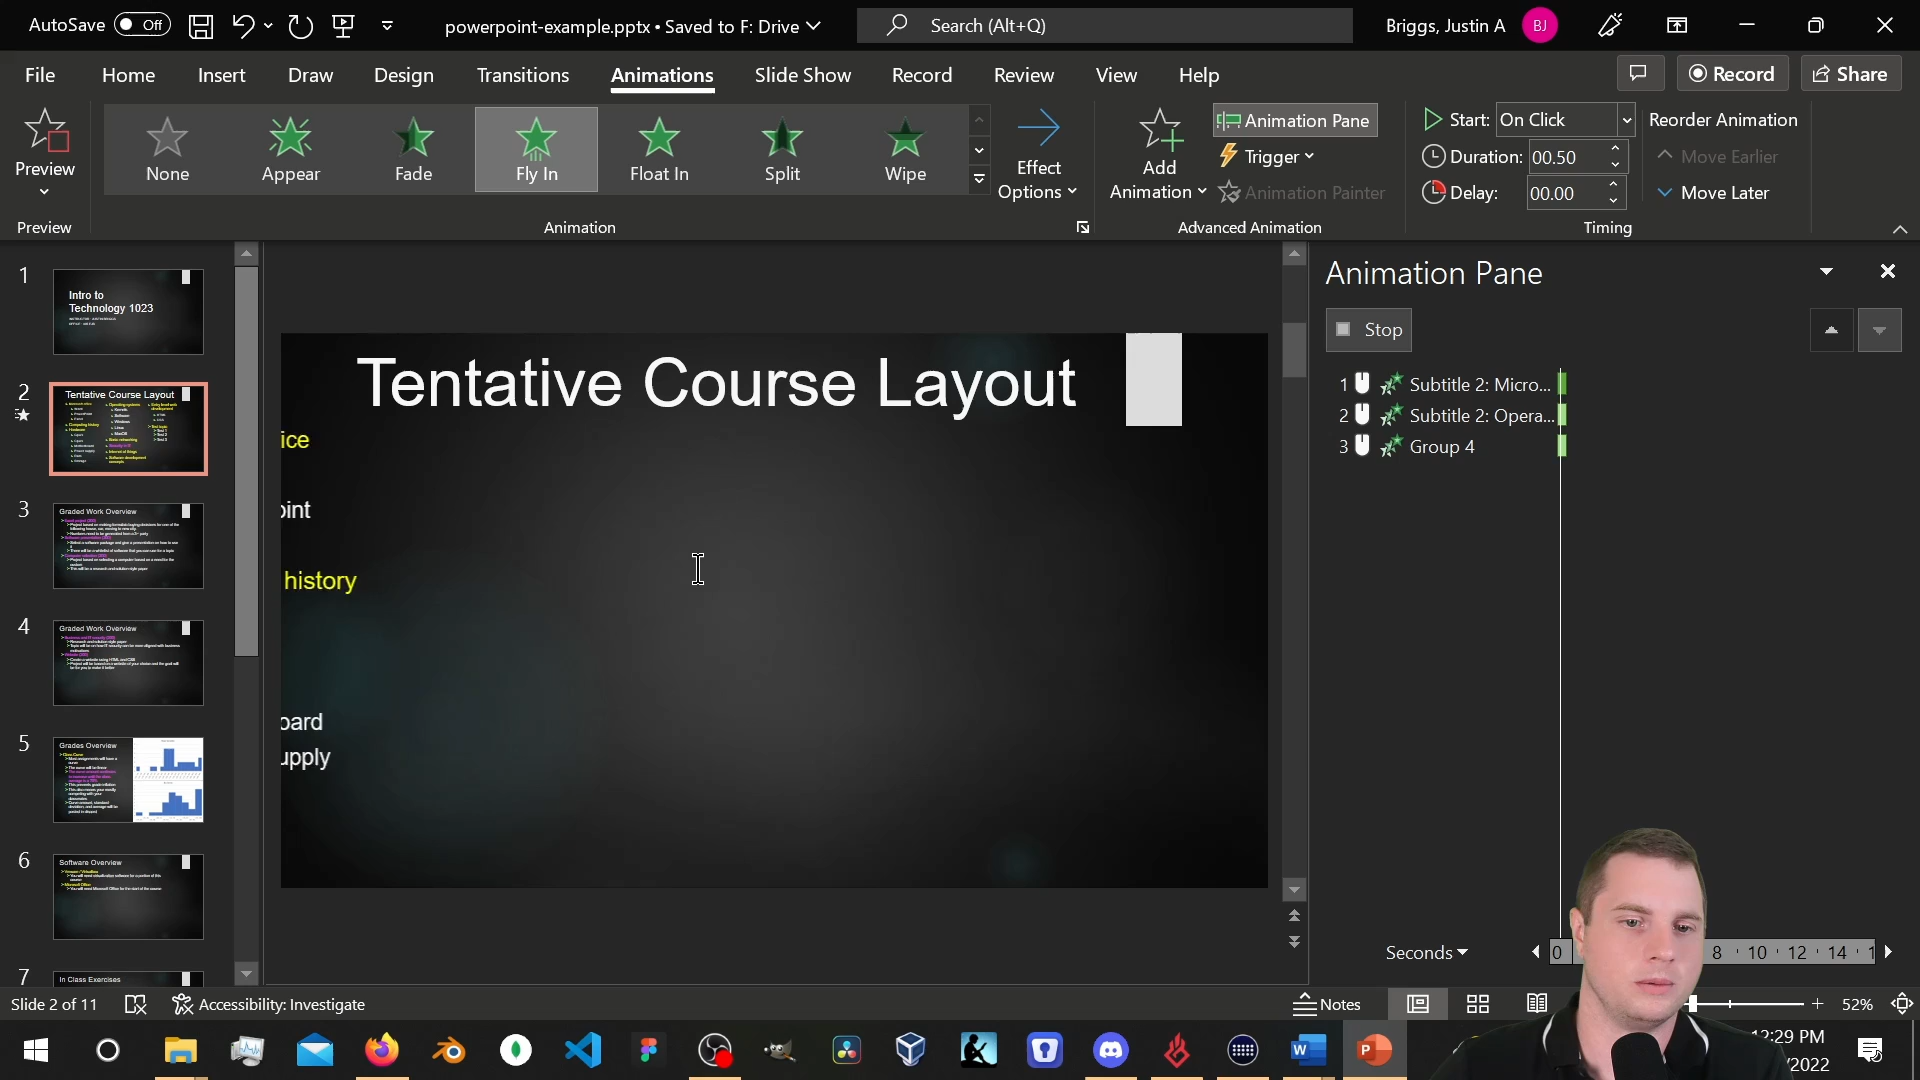 AutoSave Off powerpoint-example.pptx • Saved to F: Drive Search (Alt+Q) Briggs, Justin A BJ
File Home Insert Draw Design Transitions Animations Slide Show Record Review View Help Record Share
Preview
None Appear Fade Fly In Float In Split Wipe
Effect
Options
Add
Animation
Animation Pane
Trigger
Animation Painter
Start: On Click
Duration: 00.50
Delay: 00.00
Reorder Animation
Move Earlier
Move Later
Preview Animation Advanced Animation Timing
1
Intro to
Technology 1023
2
Tentative Course Layout
3
Graded Work Overview
4
Graded Work Overview
5
Grades Overview
6
Software Overview
7
In Class Exercises
Tentative Course Layout
ice
oint
history
oard
upply
Animation Pane
Stop
1 Subtitle 2: Micro...
2 Subtitle 2: Opera...
3 Group 4
Seconds 0 8 10 12 14 1
Slide 2 of 11 Accessibility: Investigate Notes 52%
:29 PM
/2022